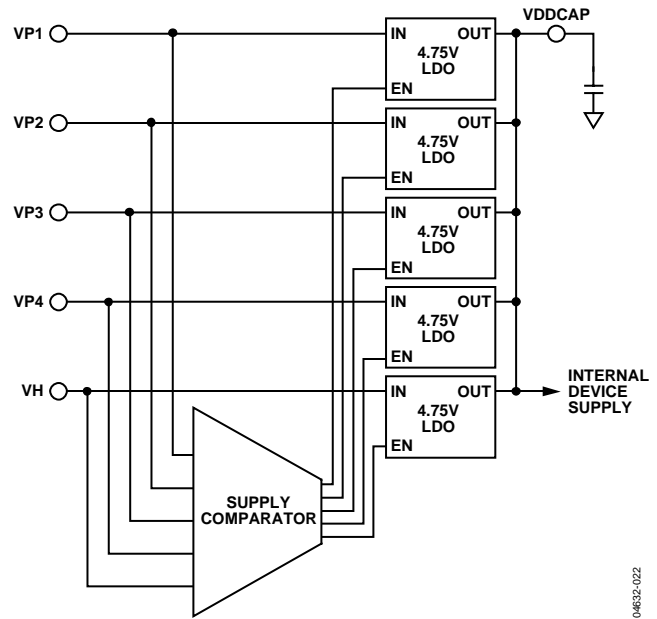 VP1
IN OUT
4.75V
LDO
EN
VDDCAP
VP2
IN OUT
4.75V
LDO
EN
VP3
IN OUT
4.75V
LDO
EN
VP4
IN OUT
4.75V
LDO
EN
VH
IN OUT
4.75V
LDO
EN
INTERNAL
DEVICE
SUPPLY
SUPPLY
COMPARATOR
04632-022